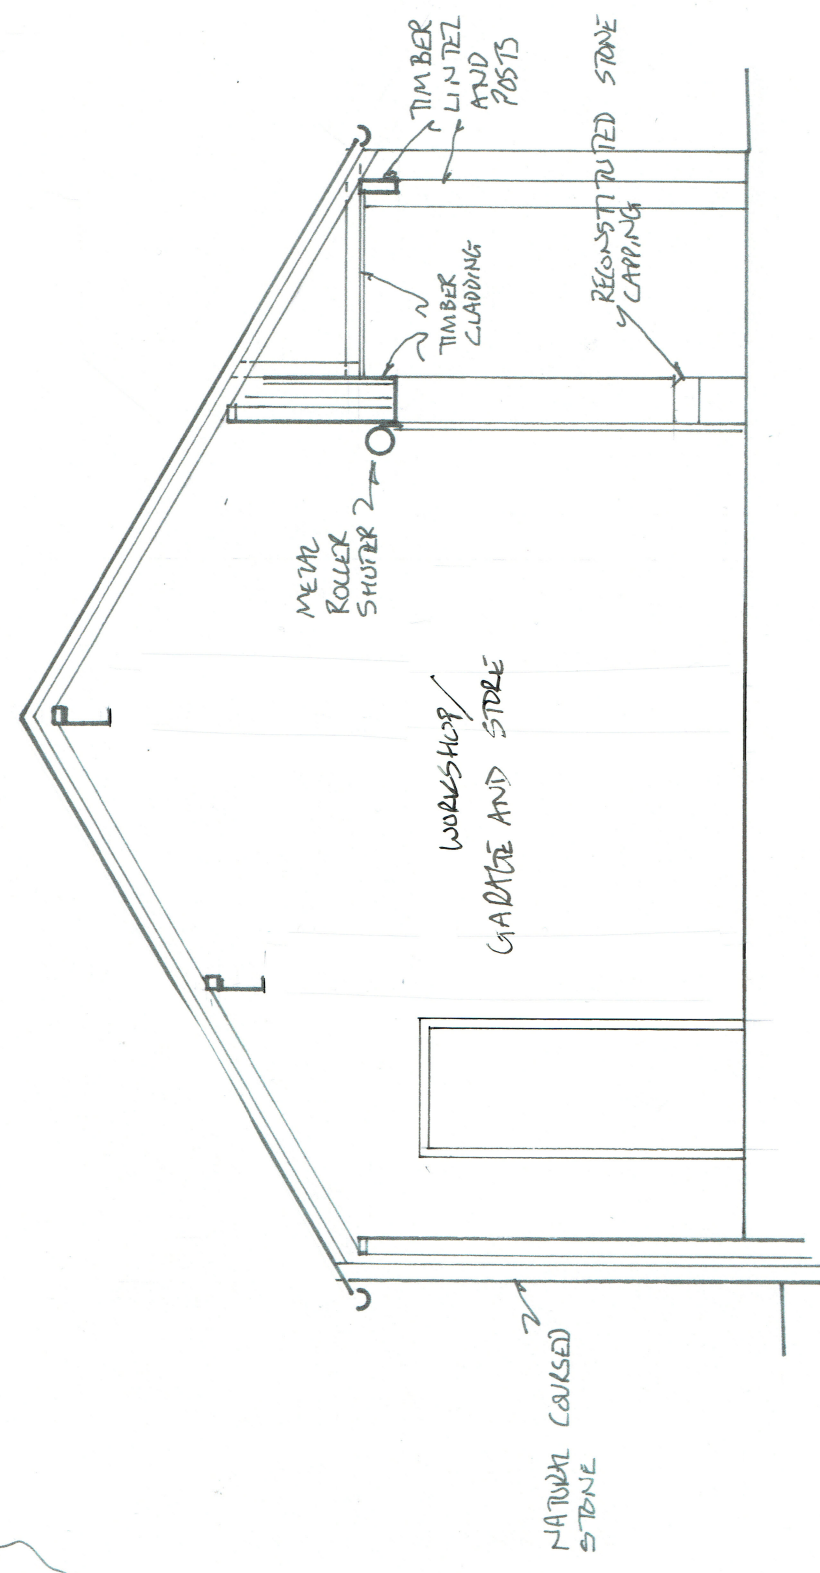 METAL
ROLLER
SHUTTER
TIMBER
LINTEL
AND
POSTS
TIMBER
CLADDING
WORKSHOP/
GARAGE AND STORE
NATURAL COURSED
STONE
RECONSTITUTED STONE
CAPPING